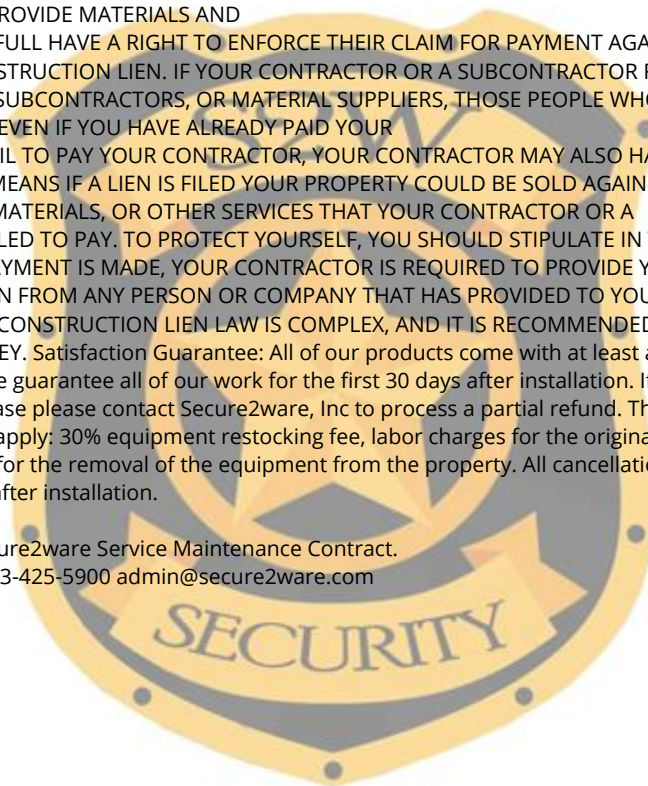 ROVIDE MATERIALS AND
FULL HAVE A RIGHT TO ENFORCE THEIR CLAIM FOR PAYMENT AGA
STRUCTION LIEN. IF YOUR CONTRACTOR OR A SUBCONTRACTOR
SUBCONTRACTORS, OR MATERIAL SUPPLIERS, THOSE PEOPLE WH
EVEN IF YOU HAVE ALREADY PAID YOUR
IL TO PAY YOUR CONTRACTOR, YOUR CONTRACTOR MAY ALSO HA
MEANS IF A LIEN IS FILED YOUR PROPERTY COULD BE SOLD AGAIN
MATERIALS, OR OTHER SERVICES THAT YOUR CONTRACTOR OR A
LED TO PAY. TO PROTECT YOURSELF, YOU SHOULD STIPULATE IN
AYMENT IS MADE, YOUR CONTRACTOR IS REQUIRED TO PROVIDE Y
N FROM ANY PERSON OR COMPANY THAT HAS PROVIDED TO YOU
CONSTRUCTION LIEN LAW IS COMPLEX, AND IT IS RECOMMENDED
EY. Satisfaction Guarantee: All of our products come with at least a
e guarantee all of our work for the first 30 days after installation. If
ase please contact Secure2ware, Inc to process a partial refund. Th
apply: 30% equipment restocking fee, labor charges for the origina
for the removal of the equipment from the property. All cancellati
after installation.
ure2ware Service Maintenance Contract.
3-425-5900 admin@secure2ware.com
S2W
SECURITY